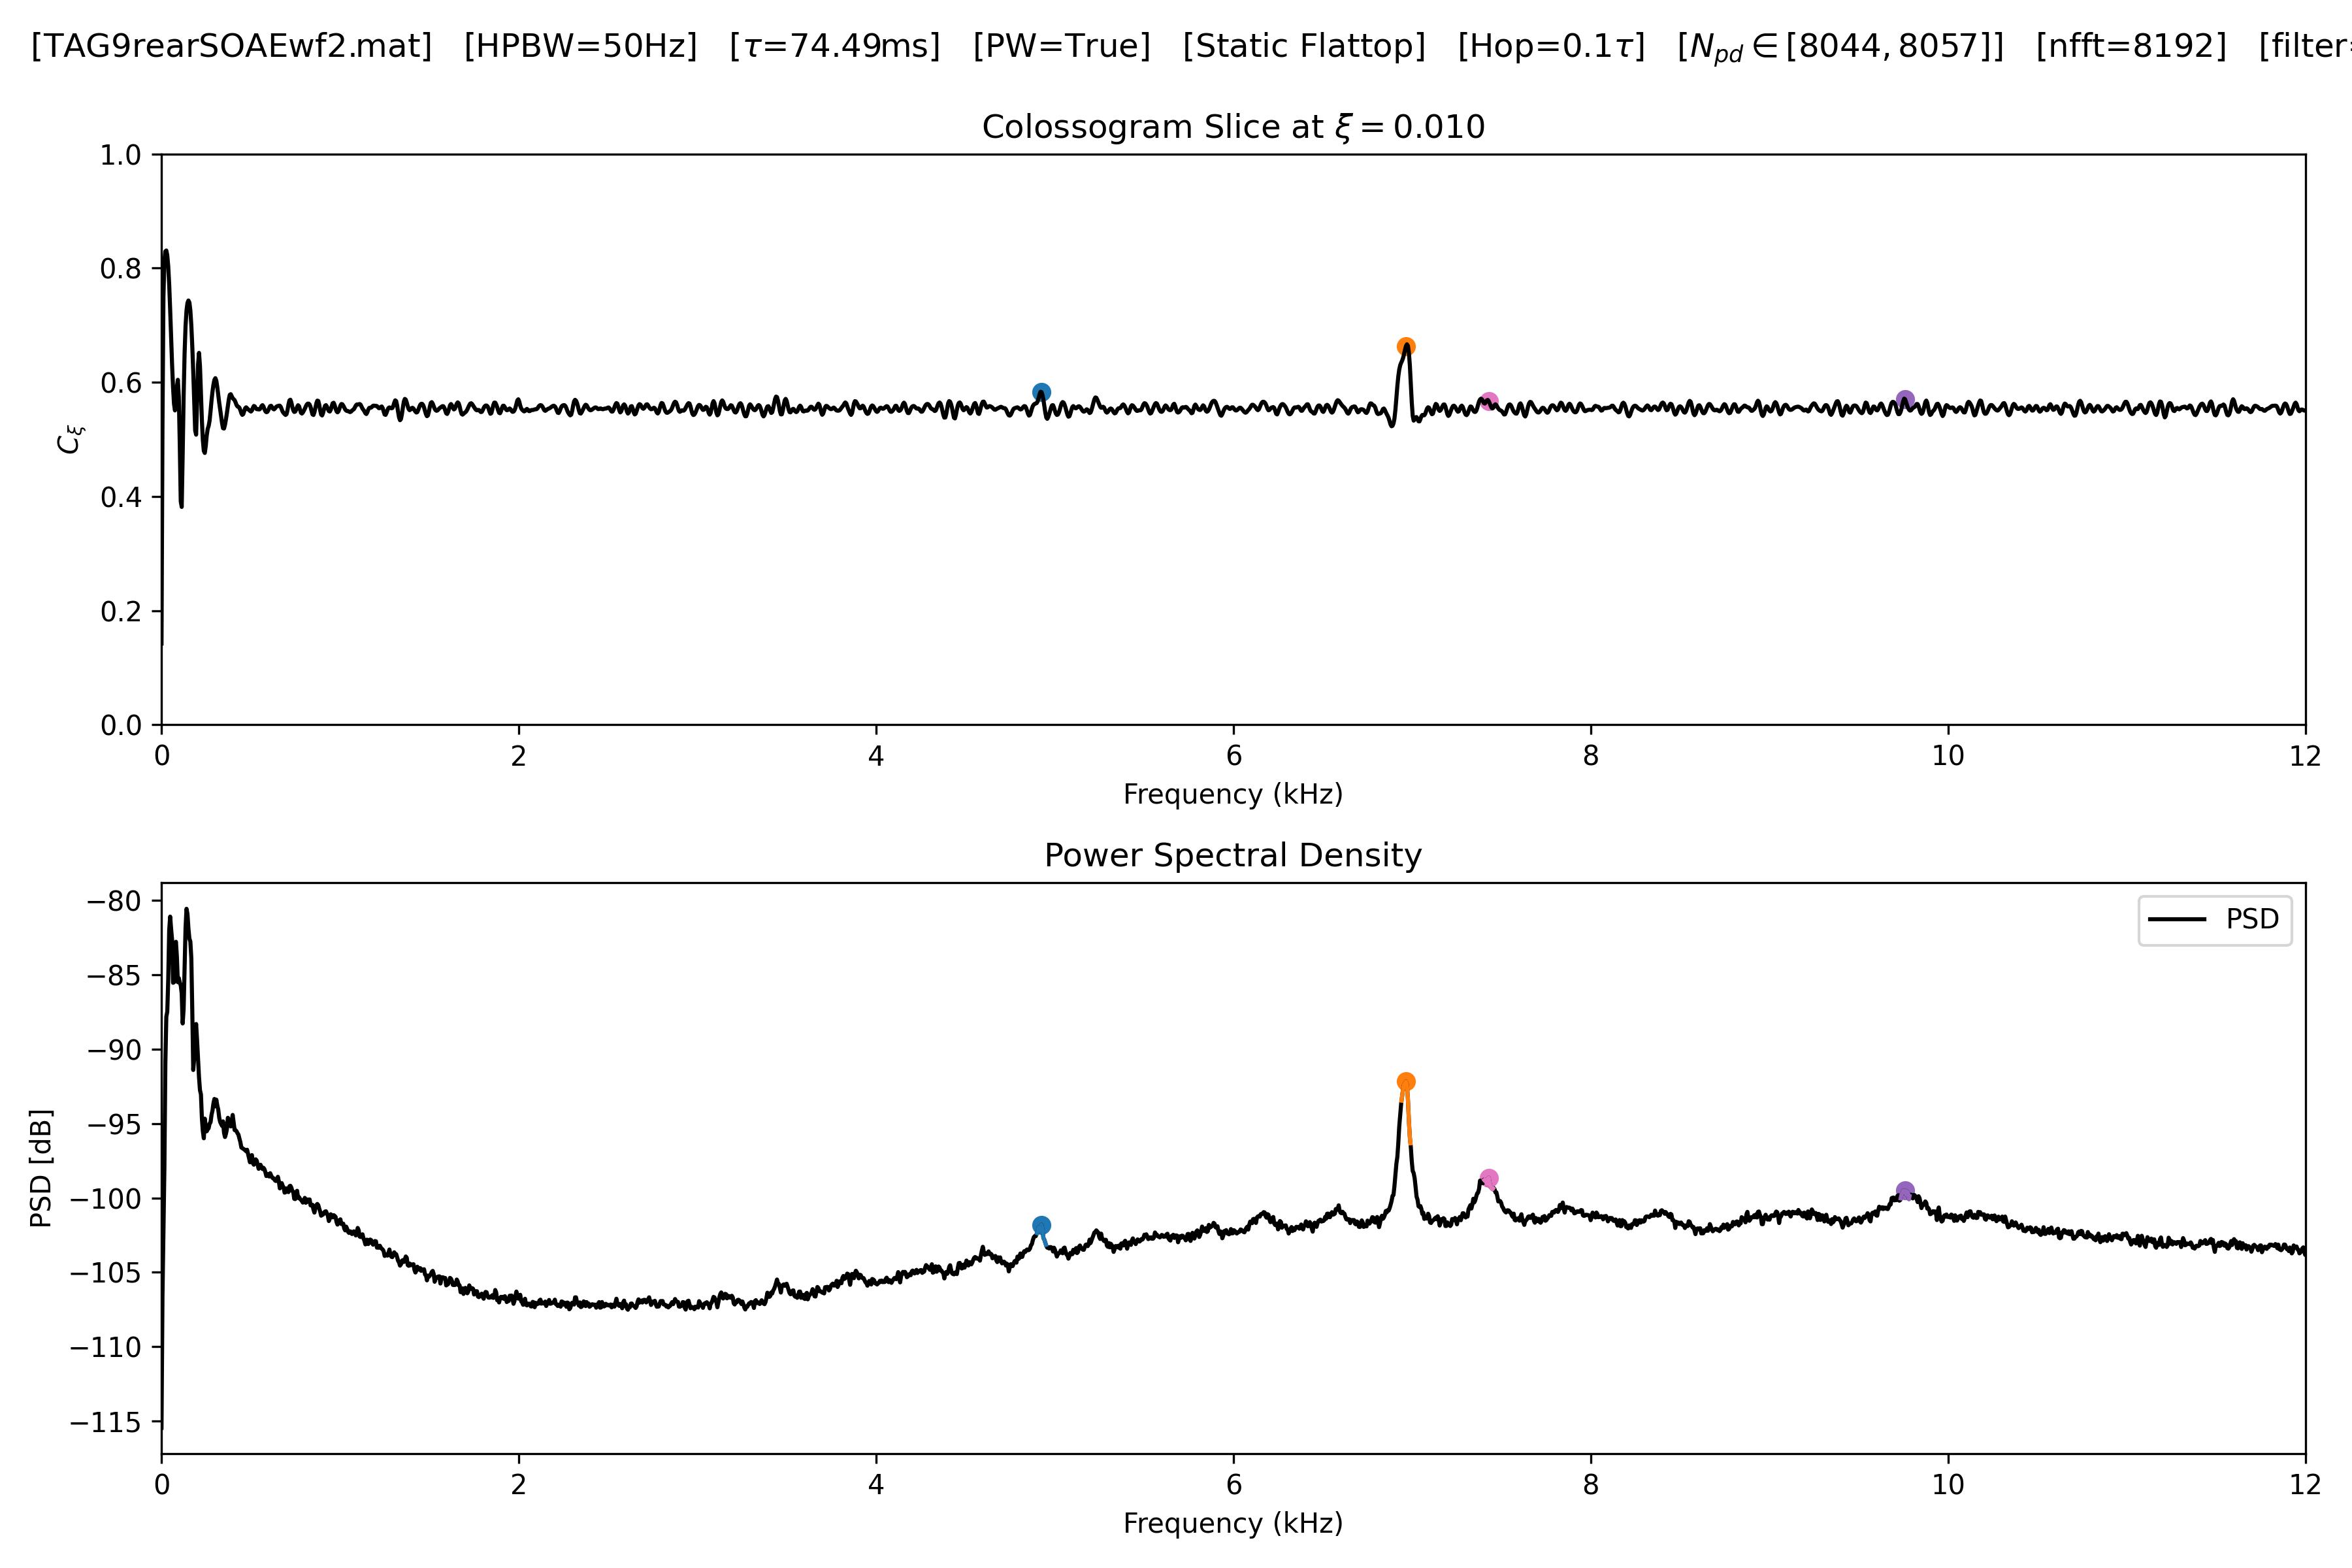 [TAG9rearSOAEwf2.mat] [HPBW=50Hz] [τ=74.49ms] [PW=True] [Static Flattop] [Hop=0.1τ] [N_pd ∈ [8044, 8057]] [nfft=8192] [filter=
Colossogram Slice at ξ = 0.010
1.0
0.8
0.6
0.4
0.2
0.0
C_ξ
0 2 4 6 8 10 12
Frequency (kHz)
Power Spectral Density
−80
−85
−90
−95
−100
−105
−110
−115
PSD [dB]
PSD
0 2 4 6 8 10 12
Frequency (kHz)